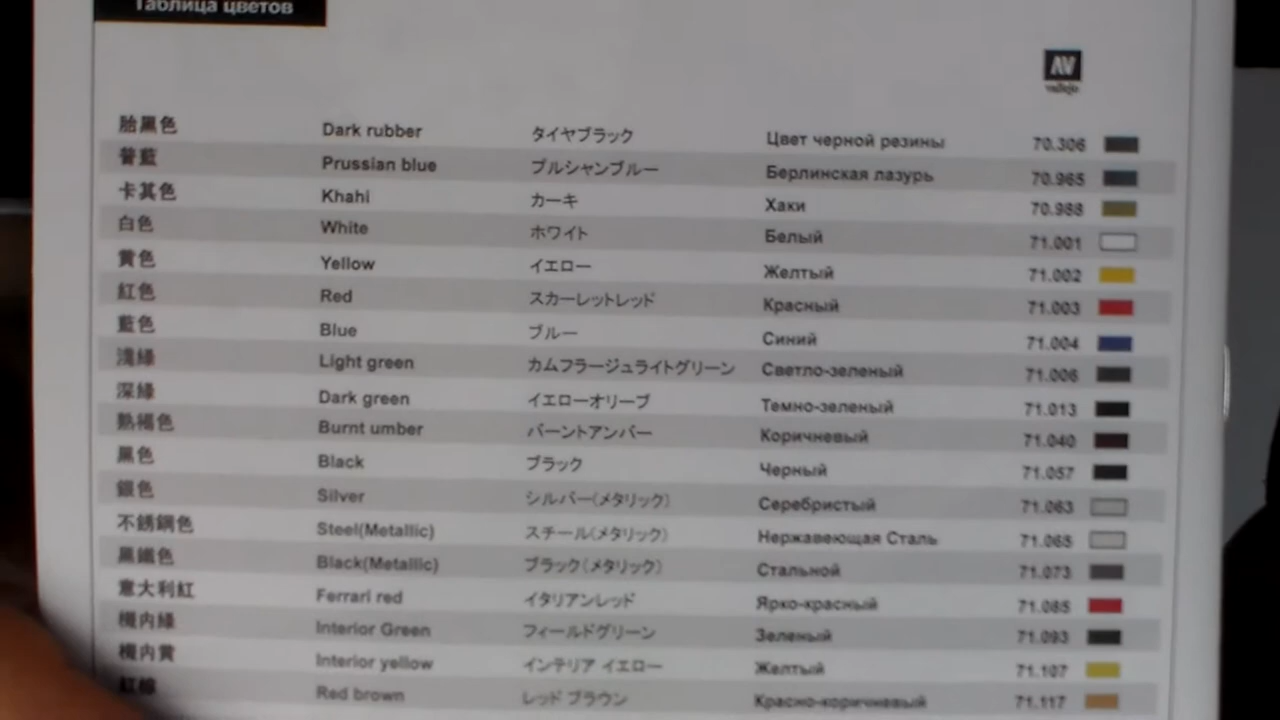 Таблица цветов
AV
vallejo
胎黑色 Dark rubber タイヤブラック Цвет черной резины 70.306
普藍 Prussian blue プルシャンブルー Берлинская лазурь 70.965
卡其色 Khahi カーキ Хаки 70.988
白色 White ホワイト Белый 71.001
黄色 Yellow イエロー Желтый 71.002
紅色 Red スカーレットレッド Красный 71.003
藍色 Blue ブルー Синий 71.004
淺綠 Light green カムフラージュライトグリーン Светло-зеленый 71.006
深綠 Dark green イエローオリーブ Темно-зеленый 71.013
熟褐色 Burnt umber バーントアンバー Коричневый 71.040
黑色 Black ブラック Черный 71.057
銀色 Silver シルバー(メタリック) Серебристый 71.063
不銹鋼色 Steel(Metallic) スチール(メタリック) Нержавеющая Сталь 71.065
黑鐵色 Black(Metallic) ブラック(メタリック) Стальной 71.073
意大利紅 Ferrari red イタリアンレッド Ярко-красный 71.085
機内綠 Interior Green フィールドグリーン Зеленый 71.093
機内黄 Interior yellow インテリア イエロー Желтый 71.107
Red brown レッド ブラウン Красно-коричневый 71.117